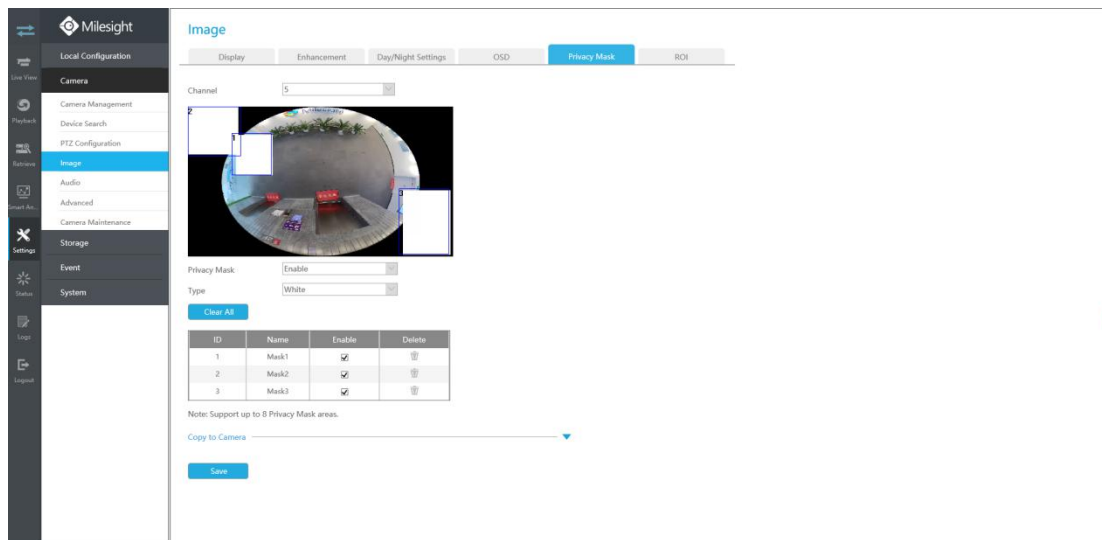 Milesight
Live View
Playback
Retrieve
Smart An...
Settings
Status
Logs
Logout
Local Configuration
Camera
Camera Management
Device Search
PTZ Configuration
Image
Audio
Advanced
Camera Maintenance
Storage
Event
System
Image
Display Enhancement Day/Night Settings OSD Privacy Mask ROI
Channel 5
2
1
3
Privacy Mask Enable
Type White
Clear All
ID Name Enable Delete
1 Mask1
2 Mask2
3 Mask3
Note: Support up to 8 Privacy Mask areas.
Copy to Camera
Save